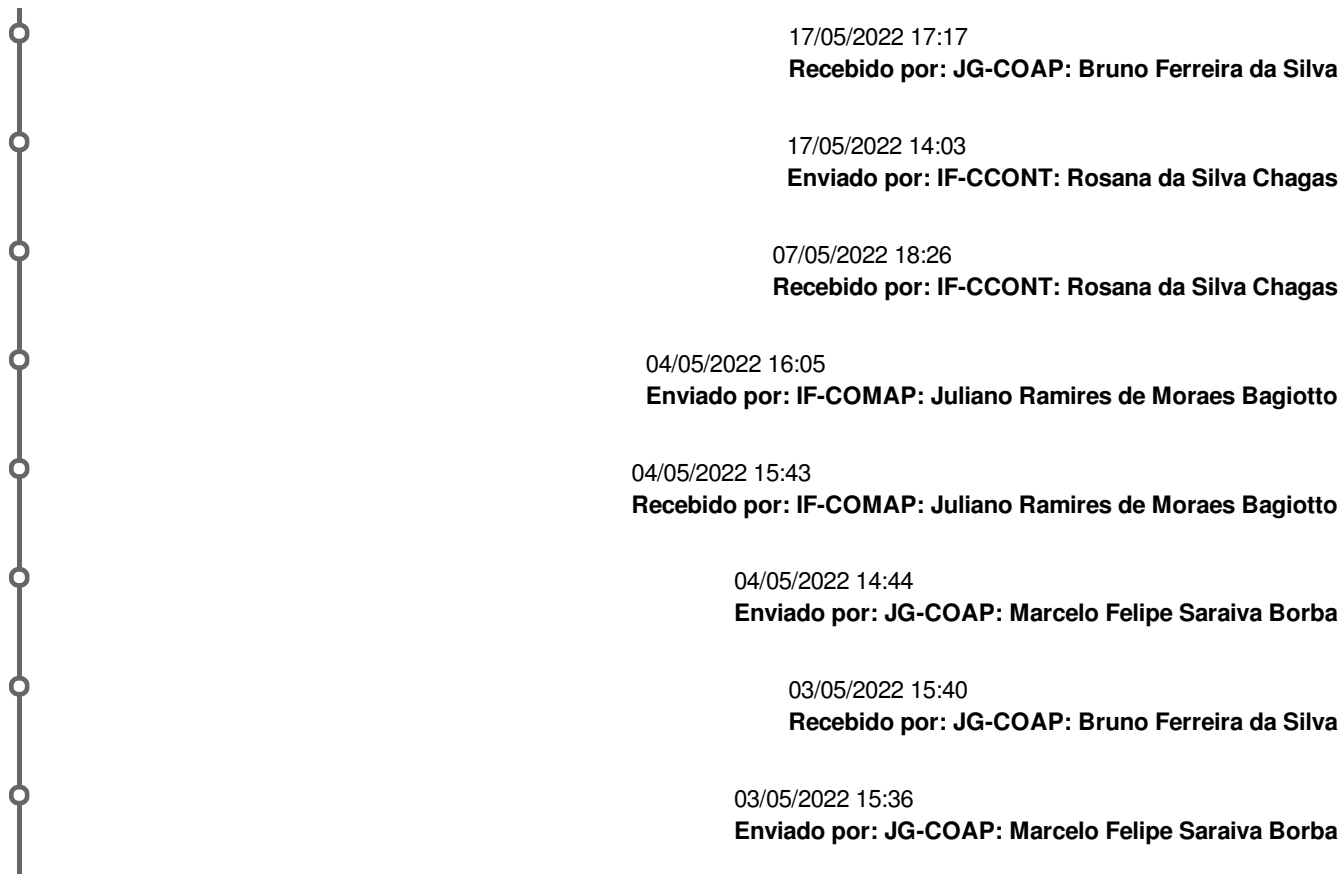 17/05/2022 17:17
Recebido por: JG-COAP: Bruno Ferreira da Silva
17/05/2022 14:03
Enviado por: IF-CCONT: Rosana da Silva Chagas
07/05/2022 18:26
Recebido por: IF-CCONT: Rosana da Silva Chagas
04/05/2022 16:05
Enviado por: IF-COMAP: Juliano Ramires de Moraes Bagiotto
04/05/2022 15:43
Recebido por: IF-COMAP: Juliano Ramires de Moraes Bagiotto
04/05/2022 14:44
Enviado por: JG-COAP: Marcelo Felipe Saraiva Borba
03/05/2022 15:40
Recebido por: JG-COAP: Bruno Ferreira da Silva
03/05/2022 15:36
Enviado por: JG-COAP: Marcelo Felipe Saraiva Borba